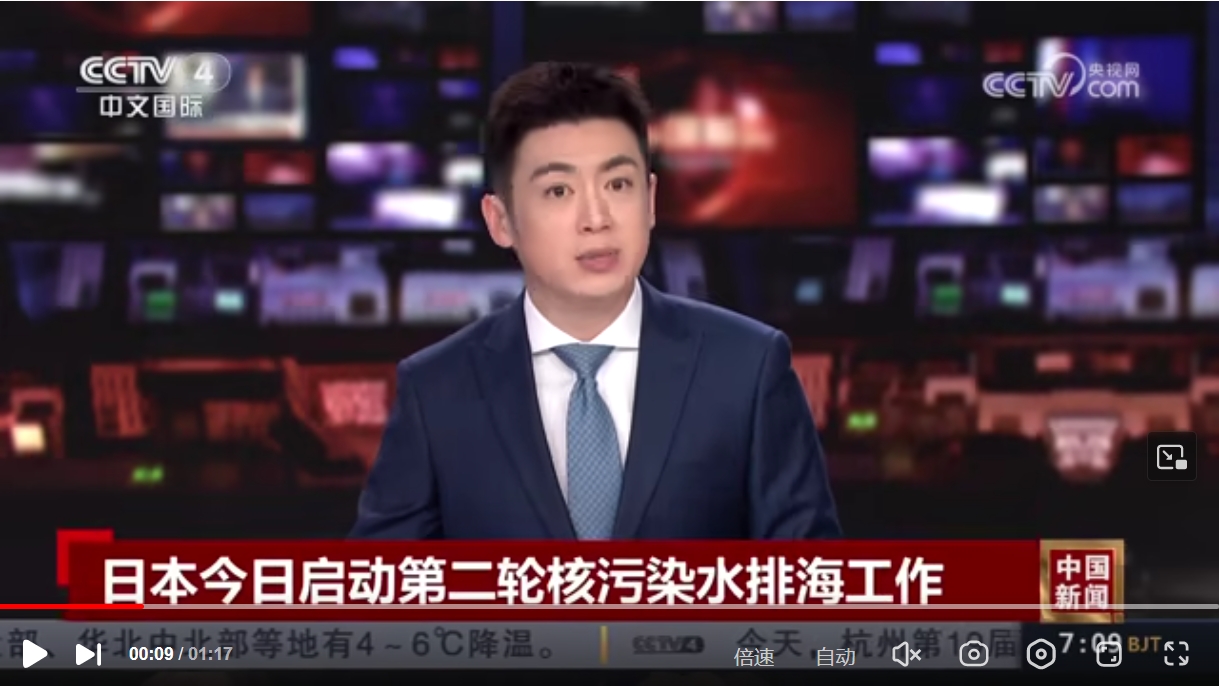 CCTV 4
中文国际
CCTV 央视网
com
日本今日启动第二轮核污染水排海工作
中国
新闻
部、华北中北部等地有4～6℃降温。 CCTV4 今天，杭州第19届
7:09 BJT
00:09 / 01:17
倍速
自动